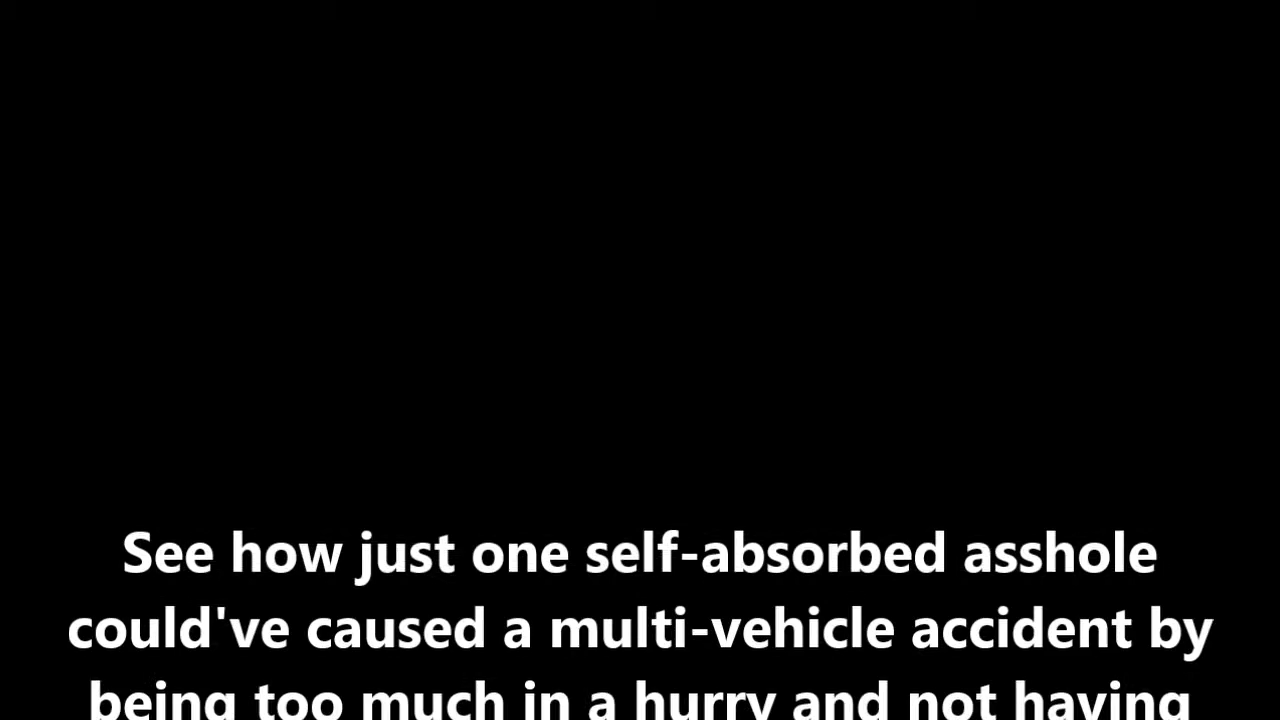 See how just one self-absorbed asshole
could've caused a multi-vehicle accident by
being too much in a hurry and not having